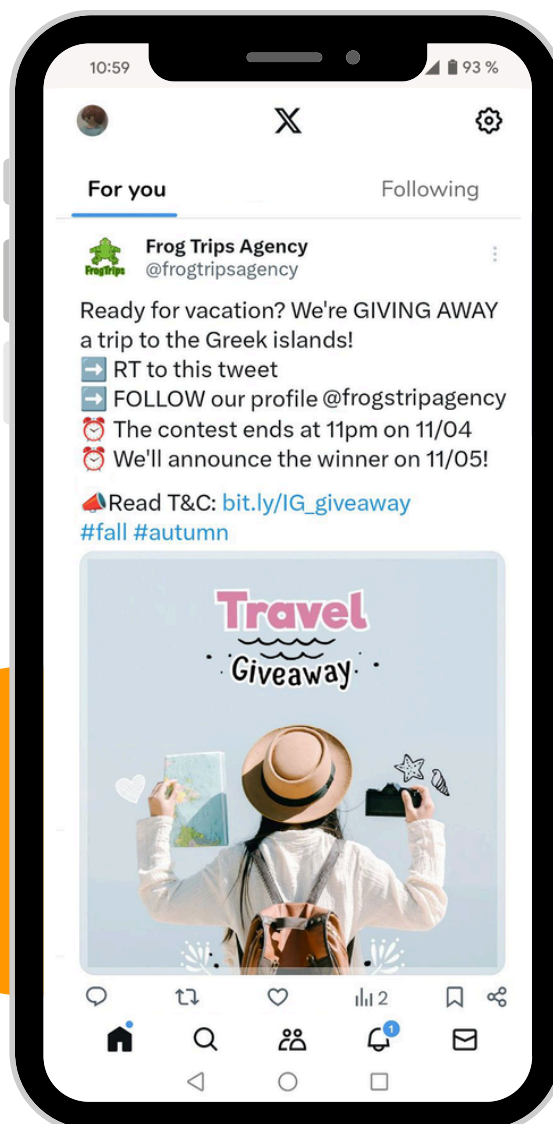 10:59
93 %
For you
Following
FrogTrips
Frog Trips Agency
@frogtripsagency
Ready for vacation? We're GIVING AWAY
a trip to the Greek islands!
➡️ RT to this tweet
➡️ FOLLOW our profile @frogstripagency
⏰ The contest ends at 11pm on 11/04
⏰ We'll announce the winner on 11/05!
📣Read T&C: bit.ly/IG_giveaway
#fall #autumn
Travel
Giveaway
2
1